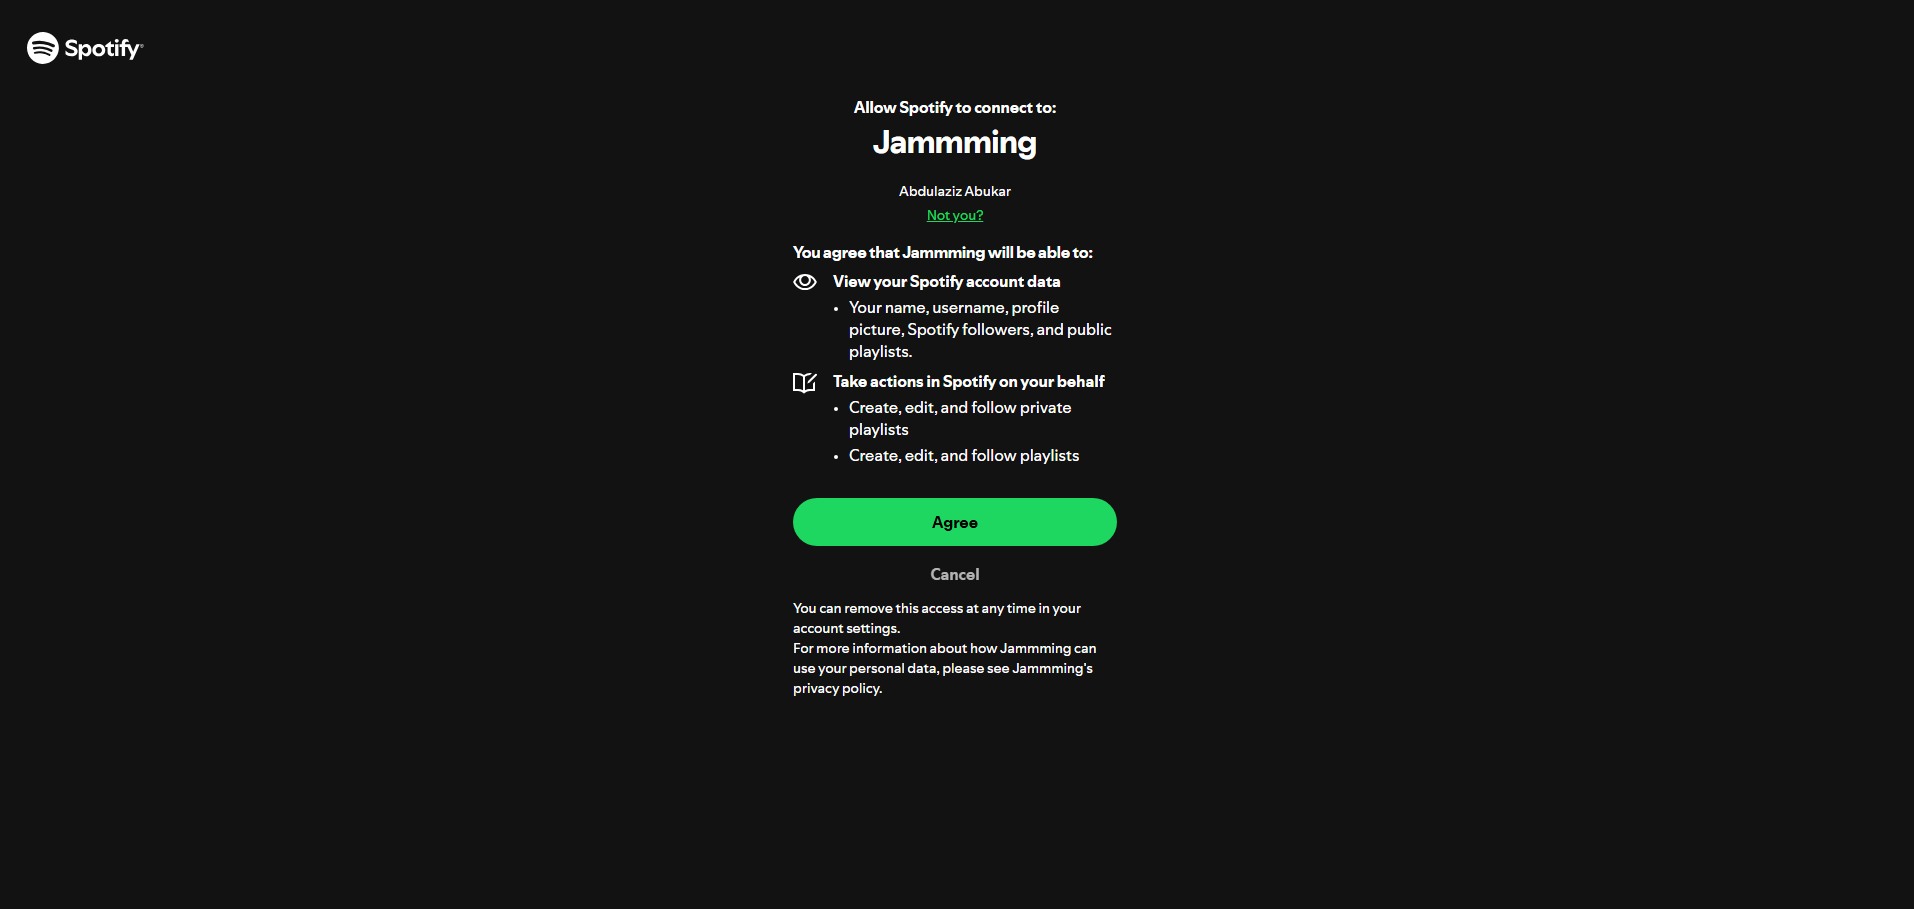 Spotify®
Allow Spotify to connect to:
Jammming
Abdulaziz Abukar
Not you?
You agree that Jammming will be able to:
View your Spotify account data
• Your name, username, profile
picture, Spotify followers, and public
playlists.
Take actions in Spotify on your behalf
• Create, edit, and follow private
playlists
• Create, edit, and follow playlists
Agree
Cancel
You can remove this access at any time in your
account settings.
For more information about how Jammming can
use your personal data, please see Jammming's
privacy policy.